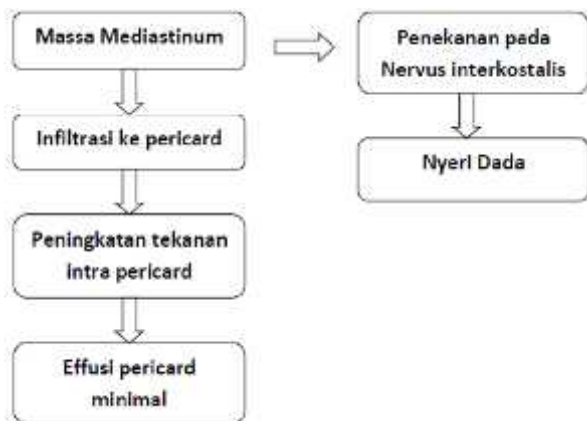 Massa Mediastinum
Infiltrasi ke pericard
Peningkatan tekanan
intra pericard
Effusi pericard
minimal
Penekanan pada
Nervus interkostalis
Nyeri Dada